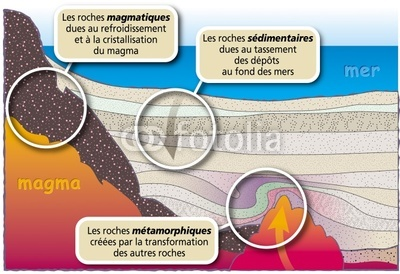 Les roches magmatiques
dues au refroidissement
et à la cristallisation
du magma
Les roches sédimentaires
dues au tassement
des dépôts
au fond des mers
mer
fotolia
magma
Les roches métamorphiques
créées par la transformation
des autres roches